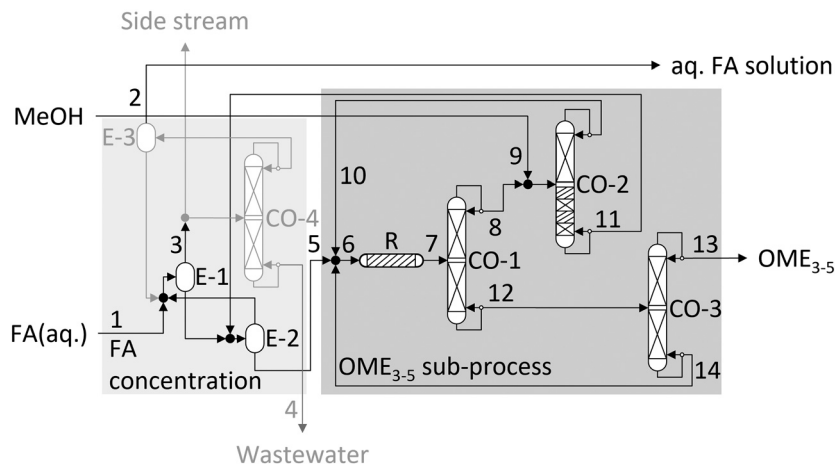 Side stream
aq. FA solution
2
MeOH
E-3
9
CO-2
10
CO-4
3
5
6
R
7
8
11
13
E-1
CO-1
OME3-5
12
CO-3
1
FA(aq.)
FA
E-2
concentration
OME3-5 sub-process
14
4
Wastewater